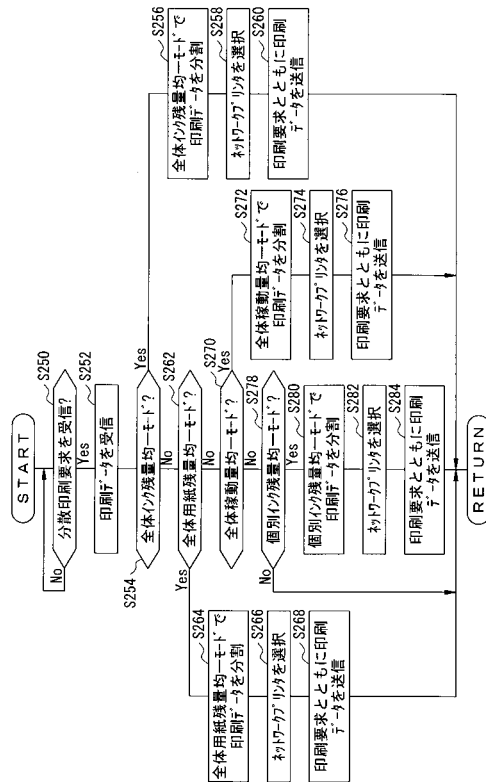 START
S250
分散印刷要求を受信?
No
Yes
S252
印刷データを受信
S254
全体インク残量均一モード?
Yes
No
S256
全体インク残量均一モードで
印刷データを分割
S258
ネットワークプリンタを選択
S260
印刷要求とともに印刷
データを送信
S262
全体用紙残量均一モード?
Yes
No
S264
全体用紙残量均一モードで
印刷データを分割
S266
ネットワークプリンタを選択
S268
印刷要求とともに印刷
データを送信
S270
全体稼動量均一モード?
Yes
No
S272
全体稼動量均一モードで
印刷データを分割
S274
ネットワークプリンタを選択
S276
印刷要求とともに印刷
データを送信
S278
個別インク残量均一モード?
No
Yes
S280
個別インク残量均一モードで
印刷データを分割
S282
ネットワークプリンタを選択
S284
印刷要求とともに印刷
データを送信
RETURN